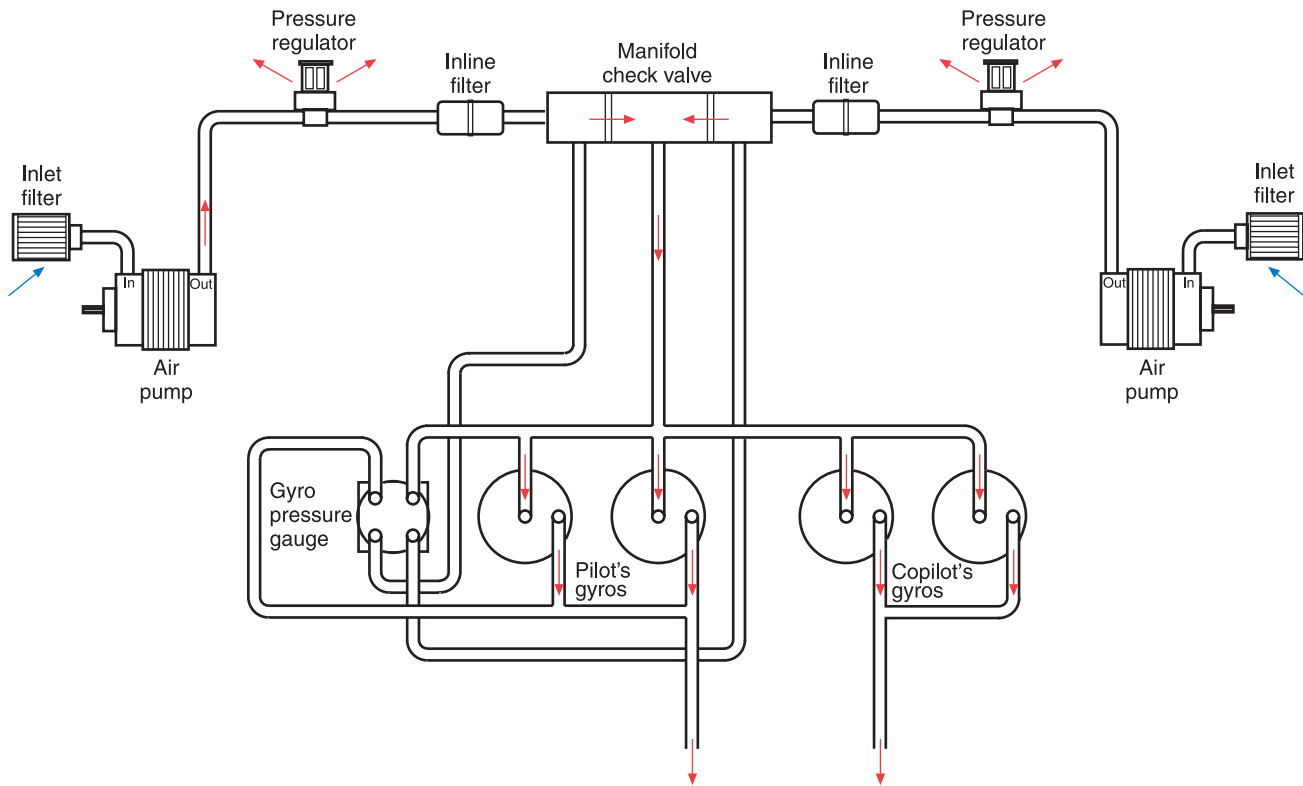 Pressure
regulator
Inline
filter
Manifold
check valve
Inline
filter
Pressure
regulator
Inlet
filter
In
Out
Air
pump
Inlet
filter
Out
In
Air
pump
Gyro
pressure
gauge
Pilot's
gyros
Copilot's
gyros